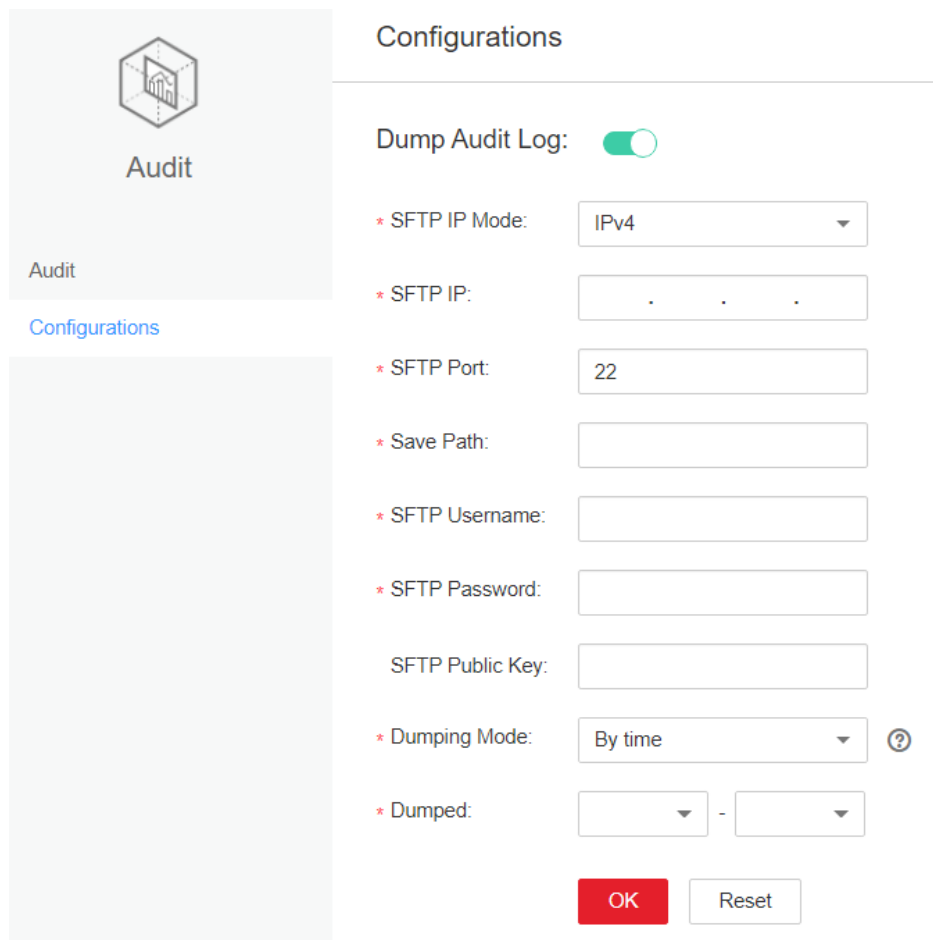 Audit
Audit
Configurations
Configurations
Dump Audit Log:
* SFTP IP Mode: IPv4
* SFTP IP: . . .
* SFTP Port: 22
* Save Path:
* SFTP Username:
* SFTP Password:
SFTP Public Key:
* Dumping Mode: By time ?
* Dumped: -
OK Reset